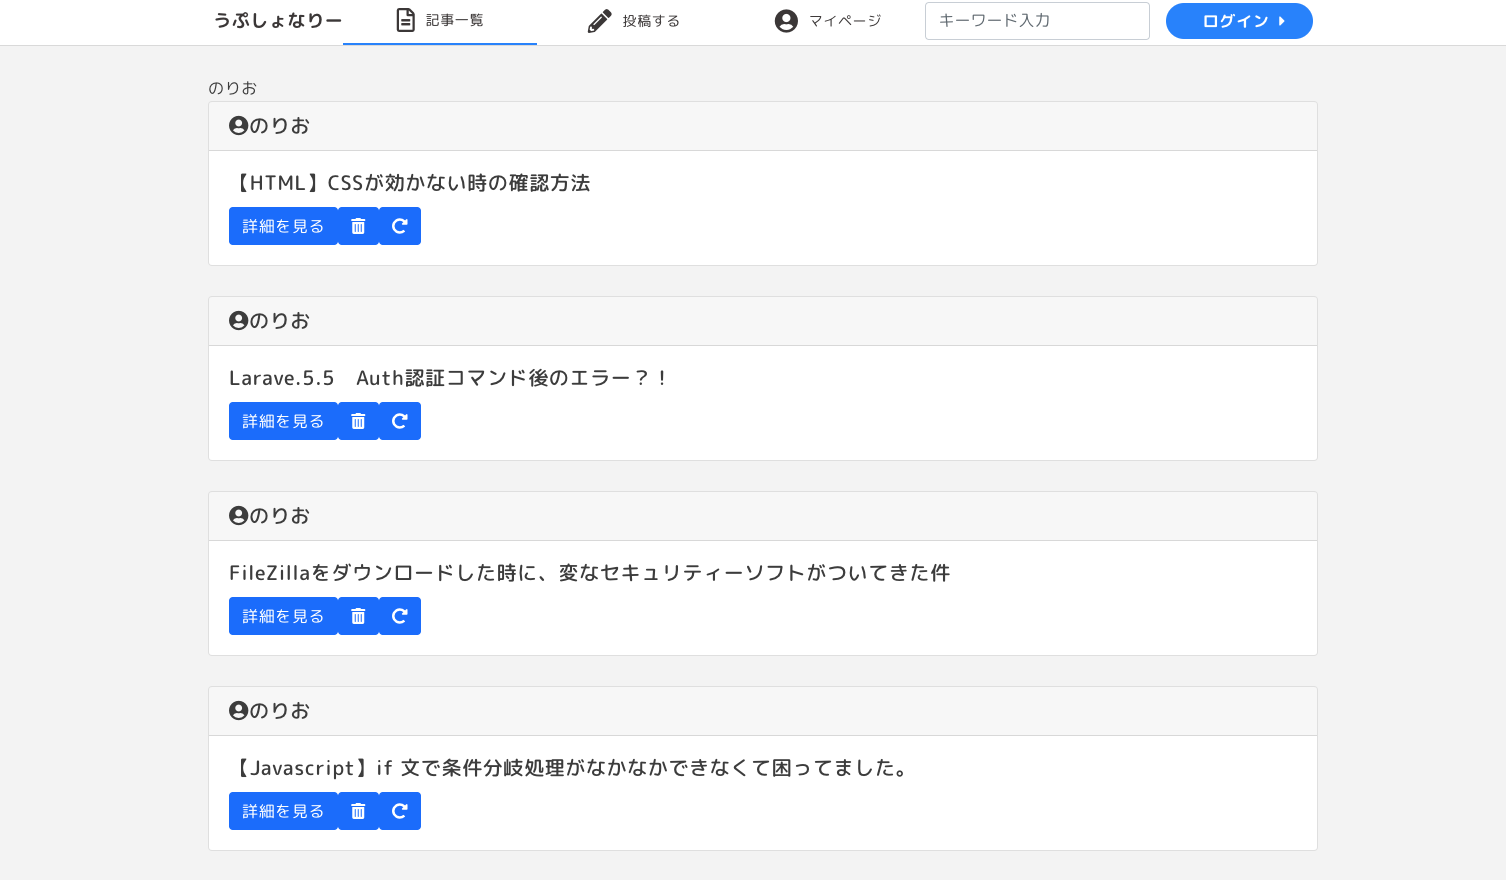 うぷしょなりー 記事一覧 投稿する マイページ キーワード入力 ログイン
のりお
のりお
【HTML】CSSが効かない時の確認方法
詳細を見る
のりお
Larave.5.5　Auth認証コマンド後のエラー？！
詳細を見る
のりお
FileZillaをダウンロードした時に、変なセキュリティーソフトがついてきた件
詳細を見る
のりお
【Javascript】if 文で条件分岐処理がなかなかできなくて困ってました。
詳細を見る